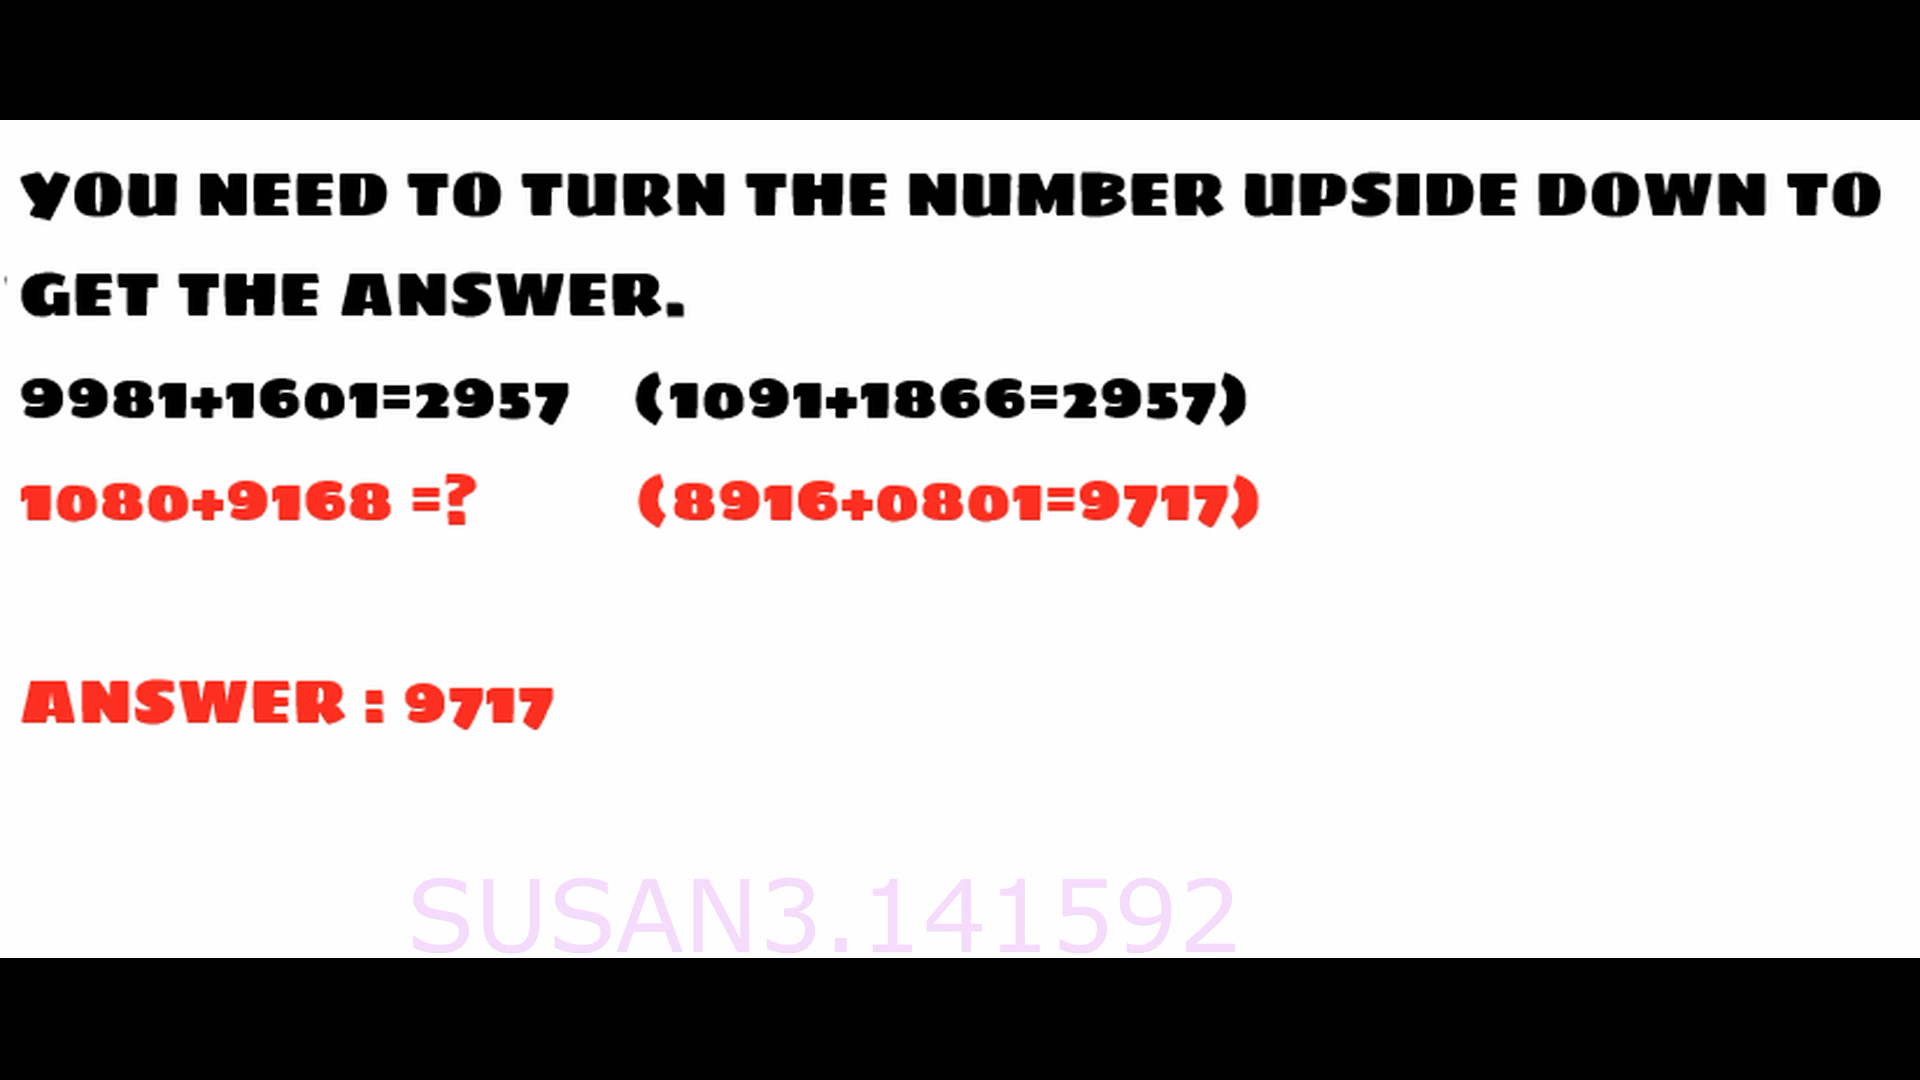 YOU NEED TO TURN THE NUMBER UPSIDE DOWN TO
GET THE ANSWER.
9981+1601=2957 (1091+1866=2957)
1080+9168 =? (8916+0801=9717)
ANSWER : 9717
SUSAN3.141592